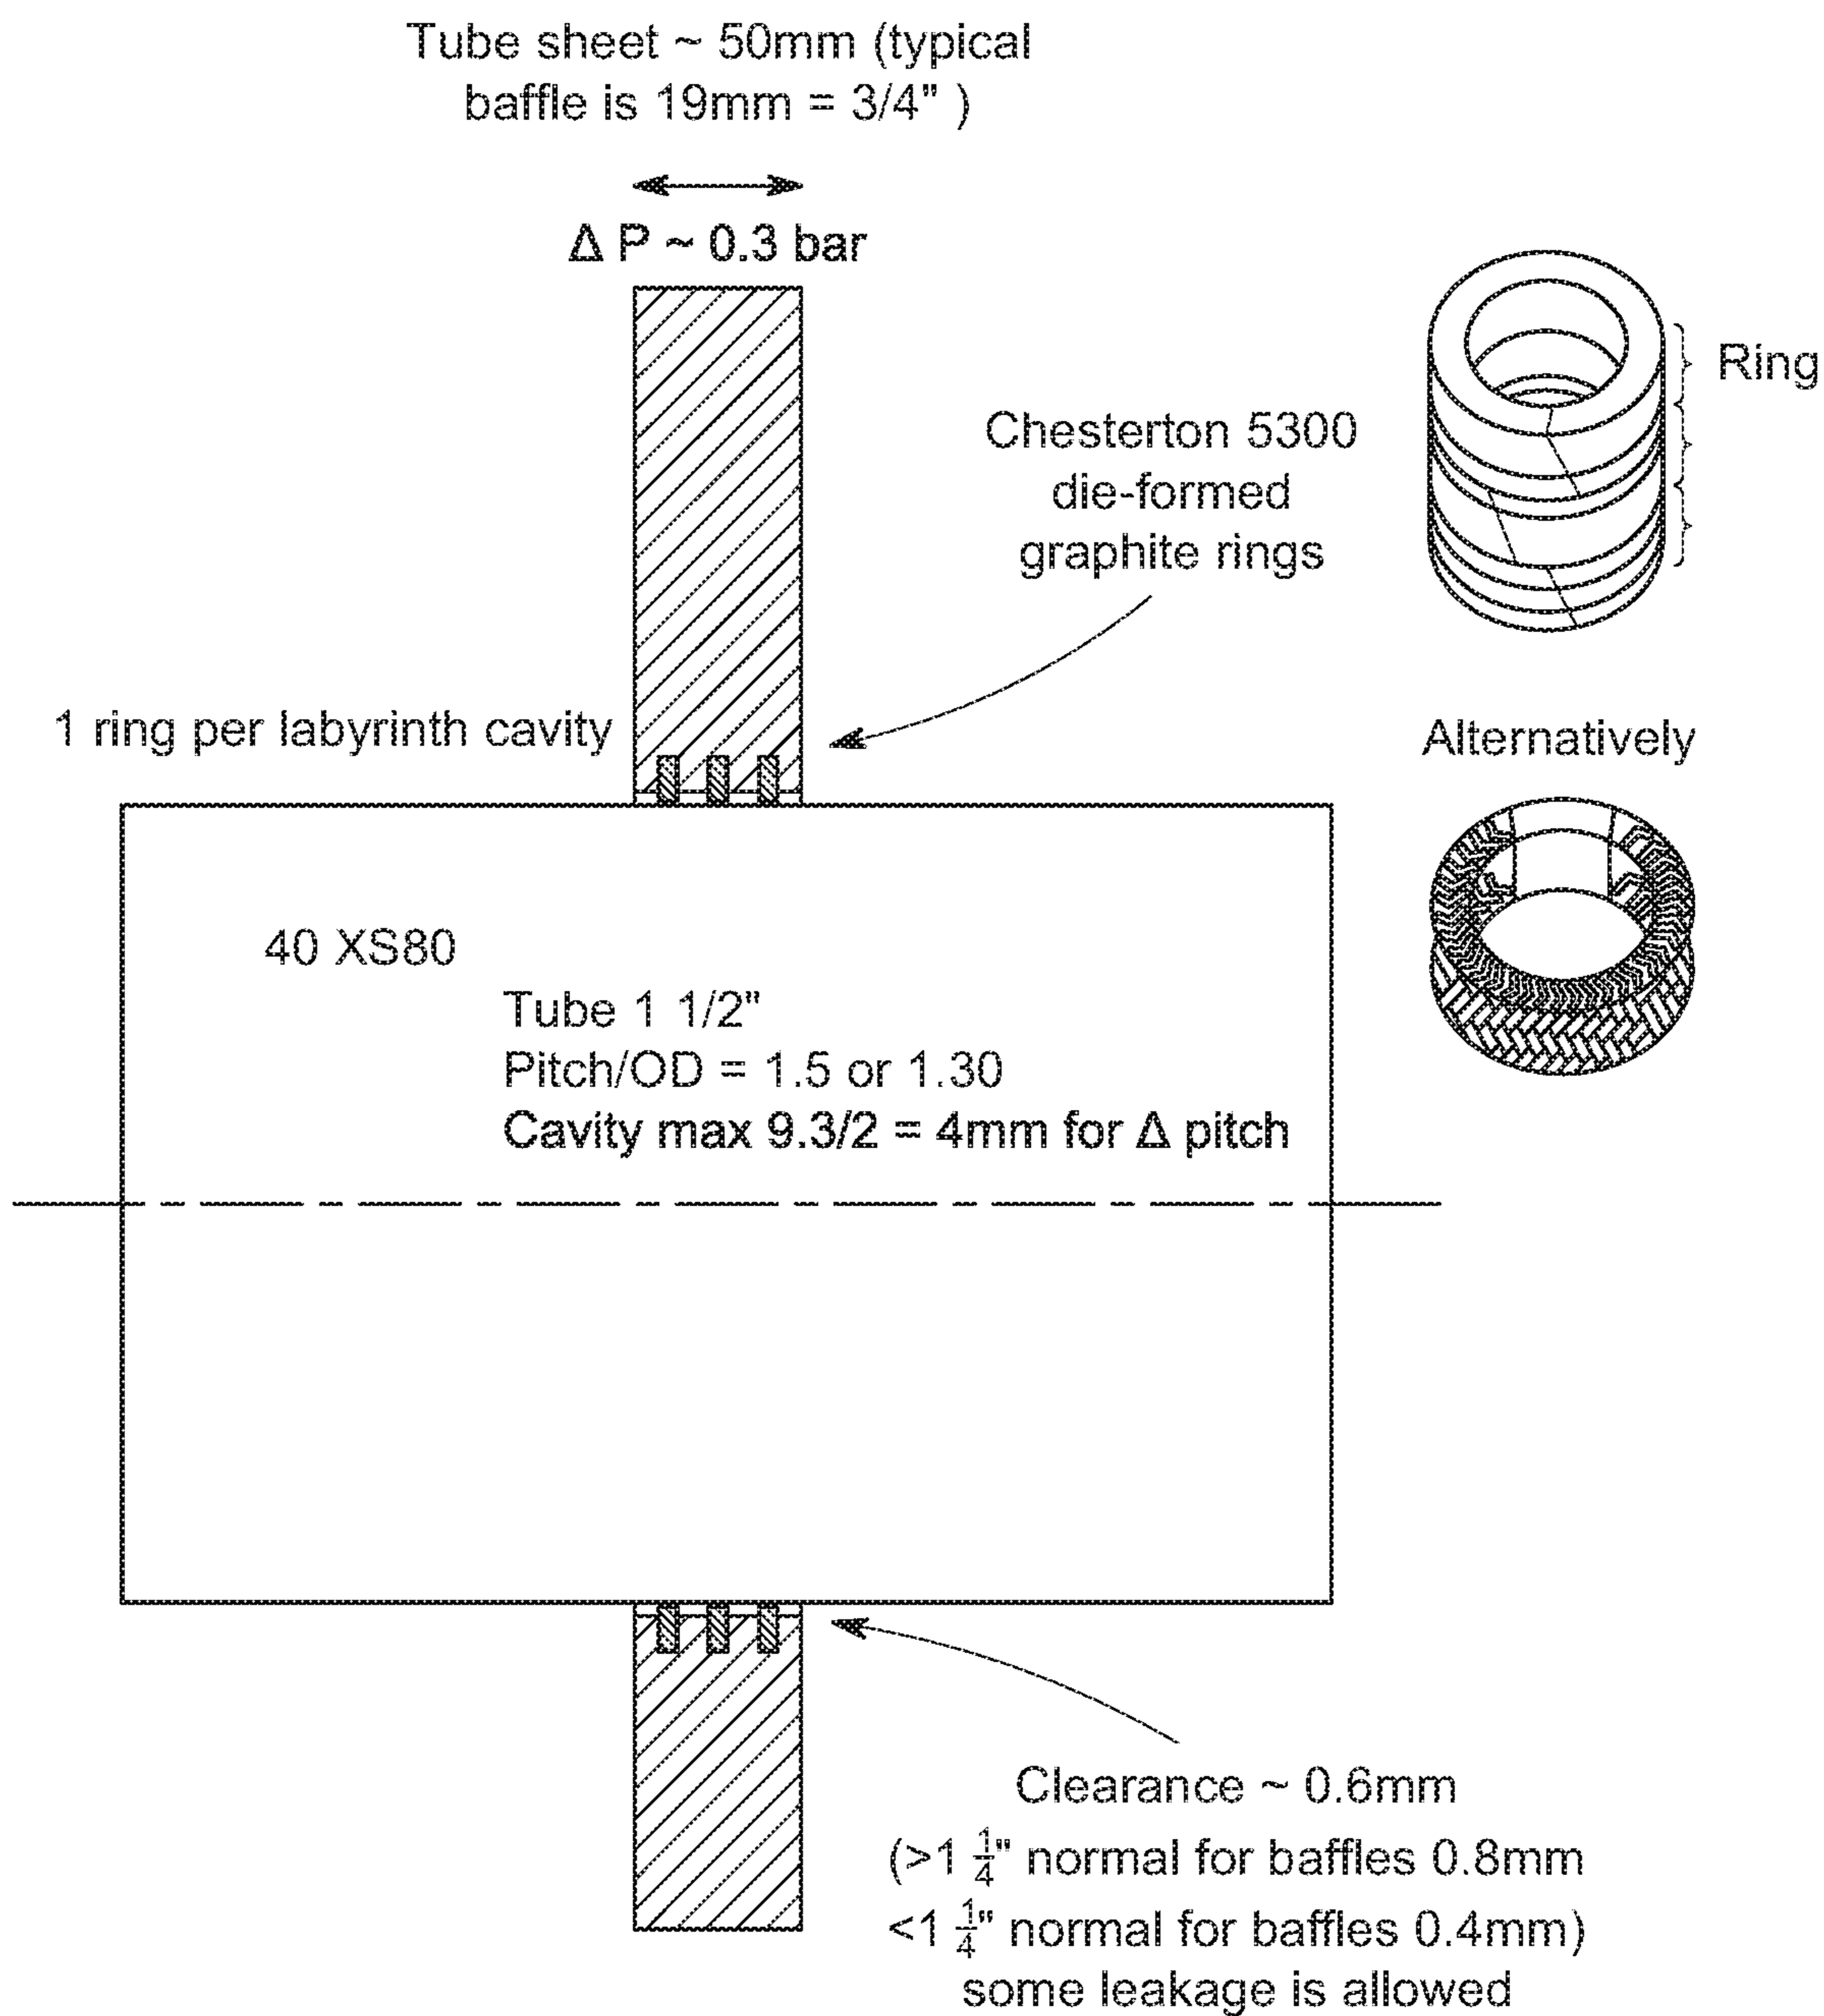 Tube sheet ~ 50mm (typical
baffle is 19mm = 3/4" )
Δ P ~ 0.3 bar
Ring
Chesterton 5300
die-formed
graphite rings
1 ring per labyrinth cavity
Alternatively
40 XS80
Tube 1 1/2"
Pitch/OD = 1.5 or 1.30
Cavity max 9.3/2 = 4mm for Δ pitch
Clearance ~ 0.6mm
(>1 1/4" normal for baffles 0.8mm
<1 1/4" normal for baffles 0.4mm)
some leakage is allowed